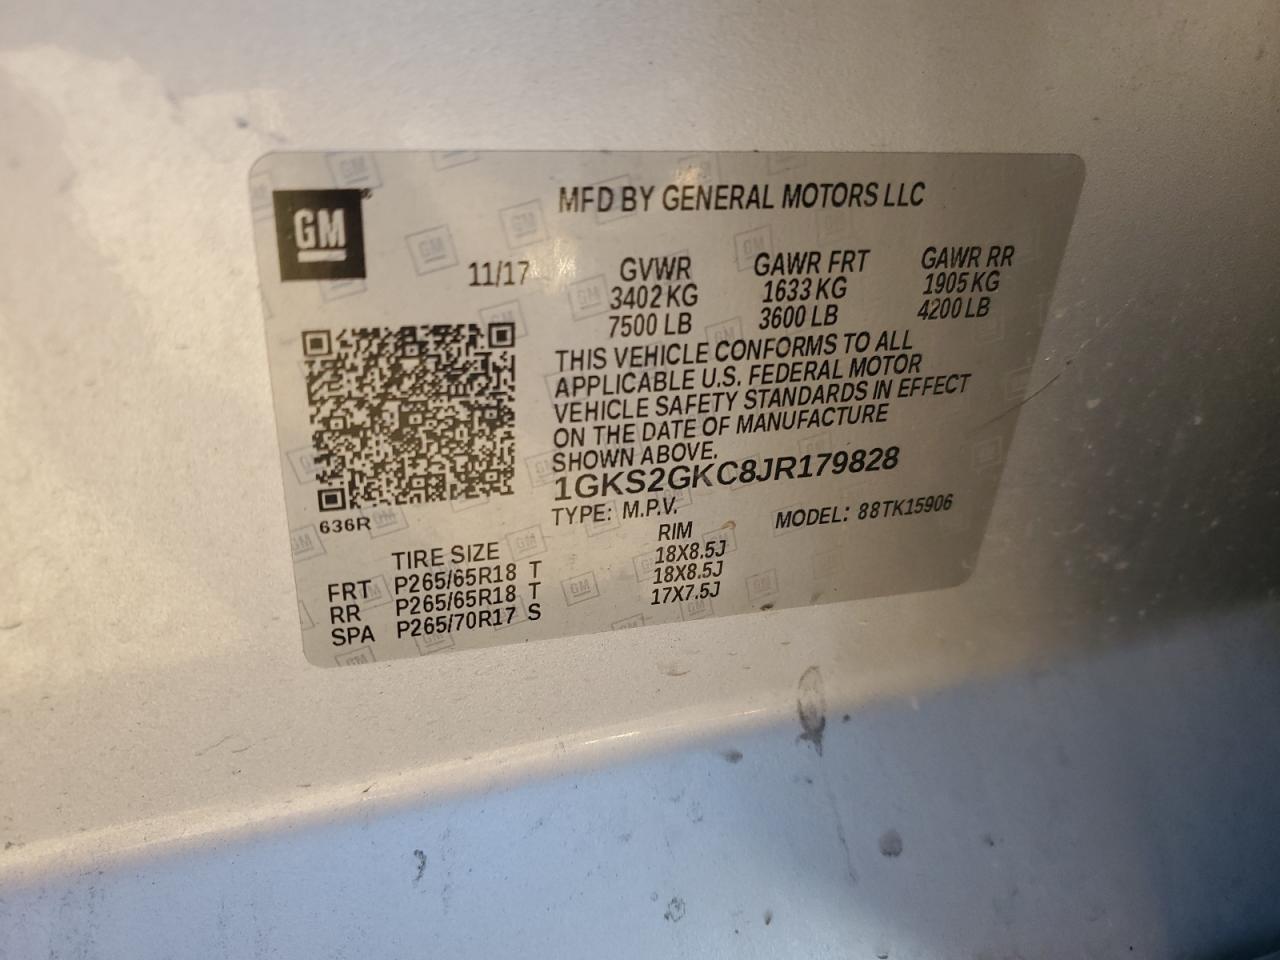 GM
MFD BY GENERAL MOTORS LLC
11/17 GVWR GAWR FRT GAWR RR
3402 KG 1633 KG 1905 KG
7500 LB 3600 LB 4200 LB
THIS VEHICLE CONFORMS TO ALL
APPLICABLE U.S. FEDERAL MOTOR
VEHICLE SAFETY STANDARDS IN EFFECT
ON THE DATE OF MANUFACTURE
SHOWN ABOVE.
1GKS2GKC8JR179828
TYPE: M.P.V. MODEL: 88TK15906
636R
TIRE SIZE RIM
FRT P265/65R18 T 18X8.5J
RR P265/65R18 T 18X8.5J
SPA P265/70R17 S 17X7.5J